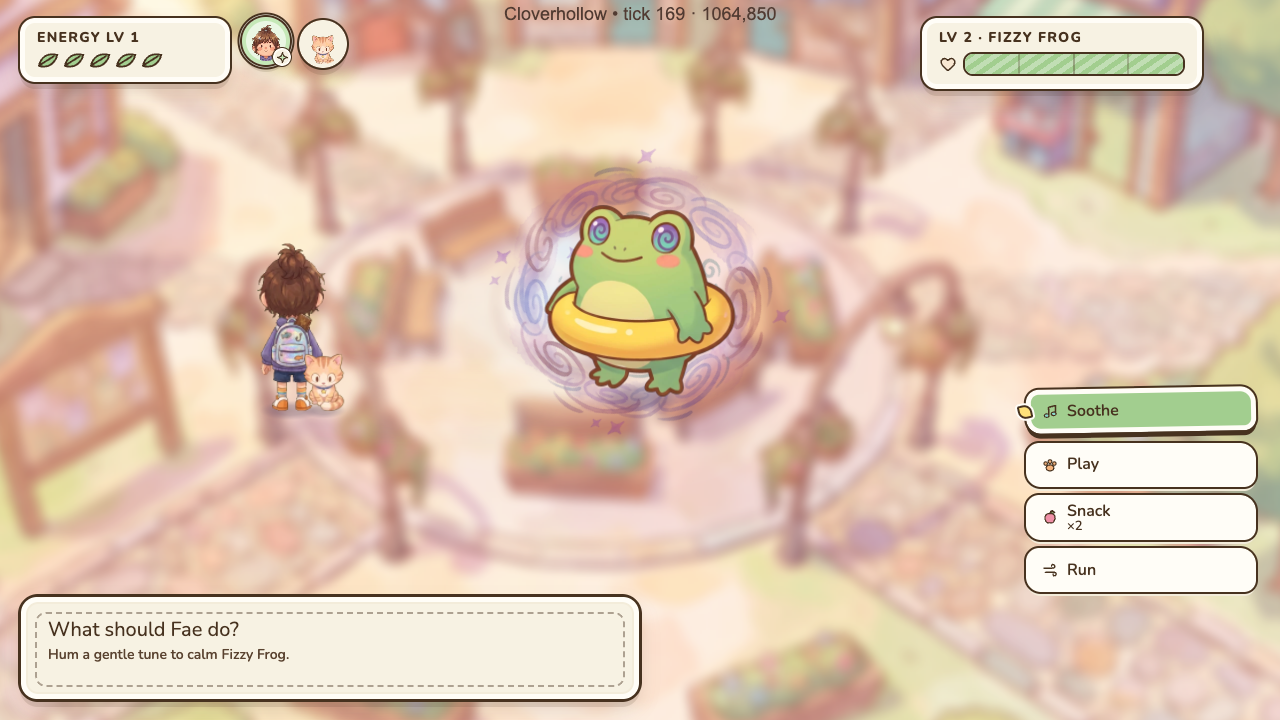 Cloverhollow • tick 169 · 1064,850
ENERGY LV 1
LV 2 · FIZZY FROG
Soothe
Play
Snack
×2
Run
What should Fae do?
Hum a gentle tune to calm Fizzy Frog.